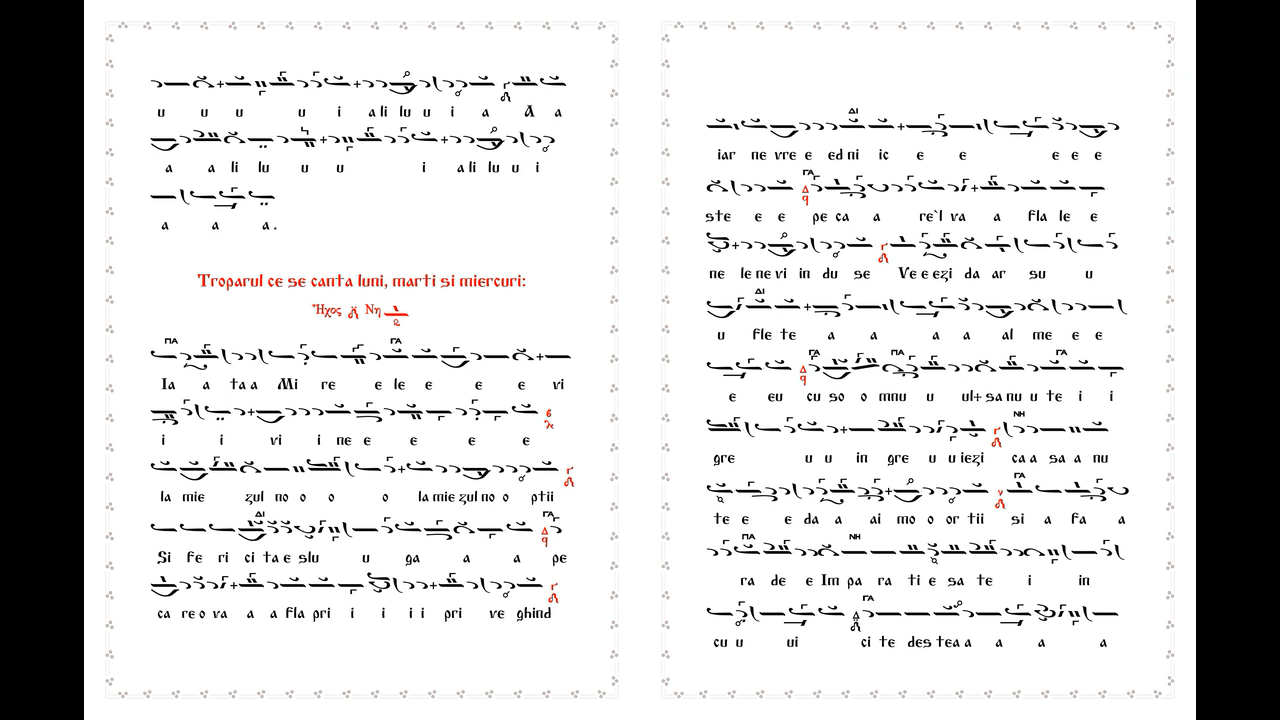 u u u u i ali lu u i a A a
a a li lu u u i ali lu u i
a a a.
Troparul ce se canta luni, marti si miercuri:
Ἦχος Νη
Ia a ta a Mi re e le e e e vi
i i vi i ne e e e e
la mie zul no o o o la mie zul no o ptii
Si fe ri ci ta e slu u ga a a pe
ca re o va a a fla pri i i i i pri ve ghind
iar ne vre e ed ni ic e e e e e
ste e e pe ca a re`l va a fla le e
ne le ne vi in du se Ve e ezi da ar su u
u fle te a a a a al me e e
e eu cu so o mnu u ul+ sa nu u te i i
gre u u in gre u u iezi ca a sa a nu
te e e da a ai mo o or tii si a fa a
ra de e Im pa ra ti e sa te i in
cu u ui ci te des tea a a a a